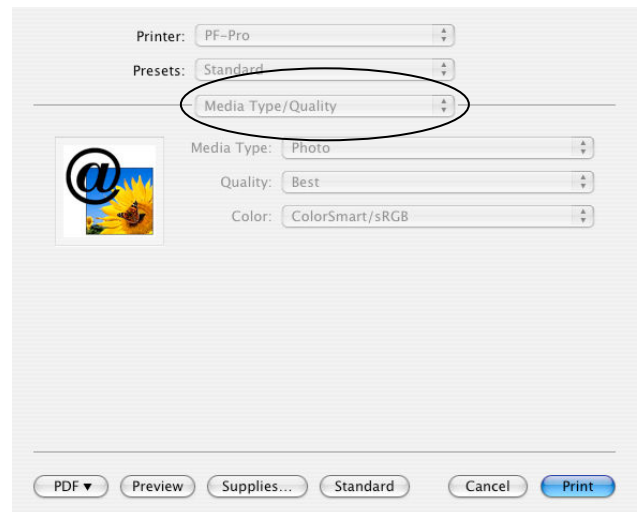 Printer: PF-Pro
Presets: Standard
Media Type/Quality
@
Media Type: Photo
Quality: Best
Color: ColorSmart/sRGB
PDF ▼ Preview Supplies... Standard Cancel Print